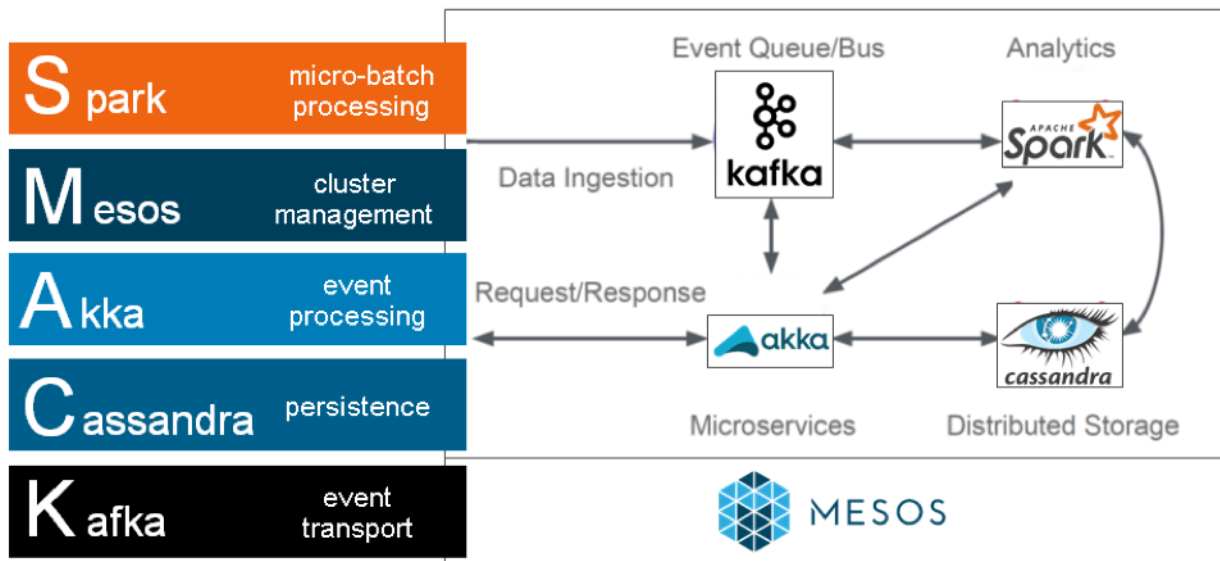 Spark
micro-batch
processing
Mesos
cluster
management
Akka
event
processing
Cassandra
persistence
Kafka
event
transport
Event Queue/Bus
Analytics
kafka
APACHE
Spark
TM
Data Ingestion
Request/Response
akka
cassandra
Microservices
Distributed Storage
MESOS